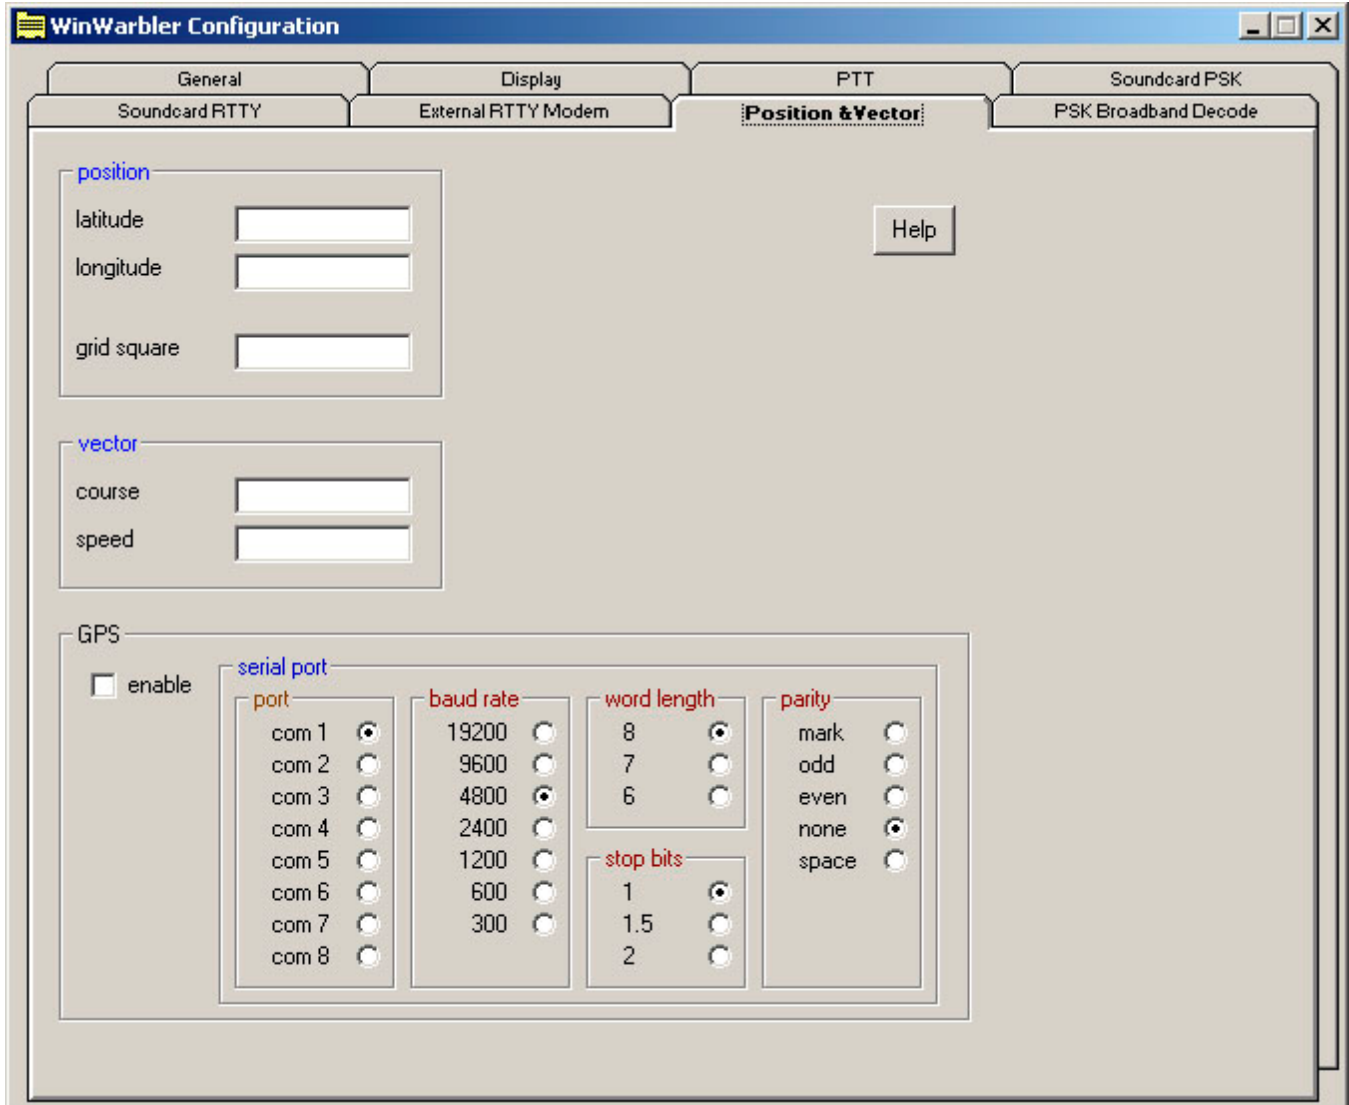 WinWarbler Configuration
General Display PTT Soundcard PSK
Soundcard RTTY External RTTY Modem Position &Vector PSK Broadband Decode
position
latitude
Help
longitude
grid square
vector
course
speed
GPS
enable
serial port
port baud rate word length parity
com 1 19200 8 mark
com 2 9600 7 odd
com 3 4800 6 even
com 4 2400 none
com 5 1200 stop bits space
com 6 600 1
com 7 300 1.5
com 8 2